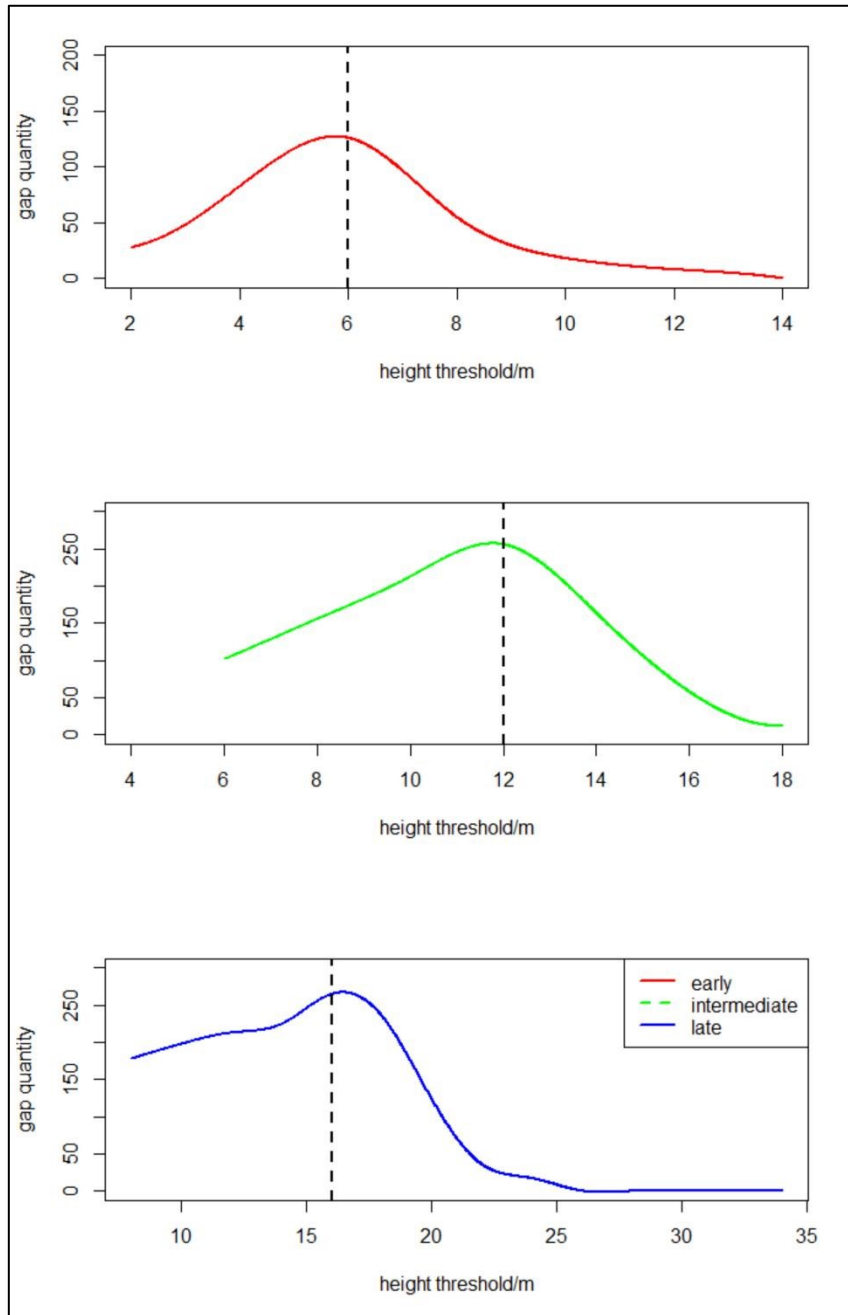 200
150
100
50
0
gap quantity
2 4 6 8 10 12 14
height threshold/m
250
150
50
0
gap quantity
4 6 8 10 12 14 16 18
height threshold/m
early
intermediate
late
250
150
50
0
gap quantity
10 15 20 25 30 35
height threshold/m